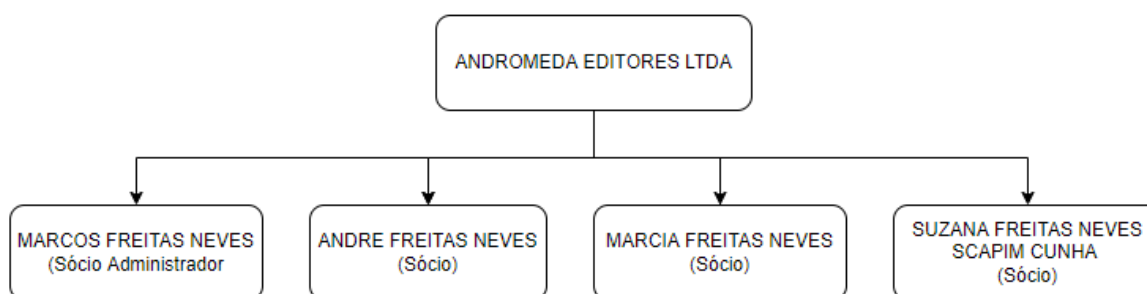 ANDROMEDA EDITORES LTDA
MARCOS FREITAS NEVES
(Sócio Administrador
ANDRE FREITAS NEVES
(Sócio)
MARCIA FREITAS NEVES
(Sócio)
SUZANA FREITAS NEVES
SCAPIM CUNHA
(Sócio)